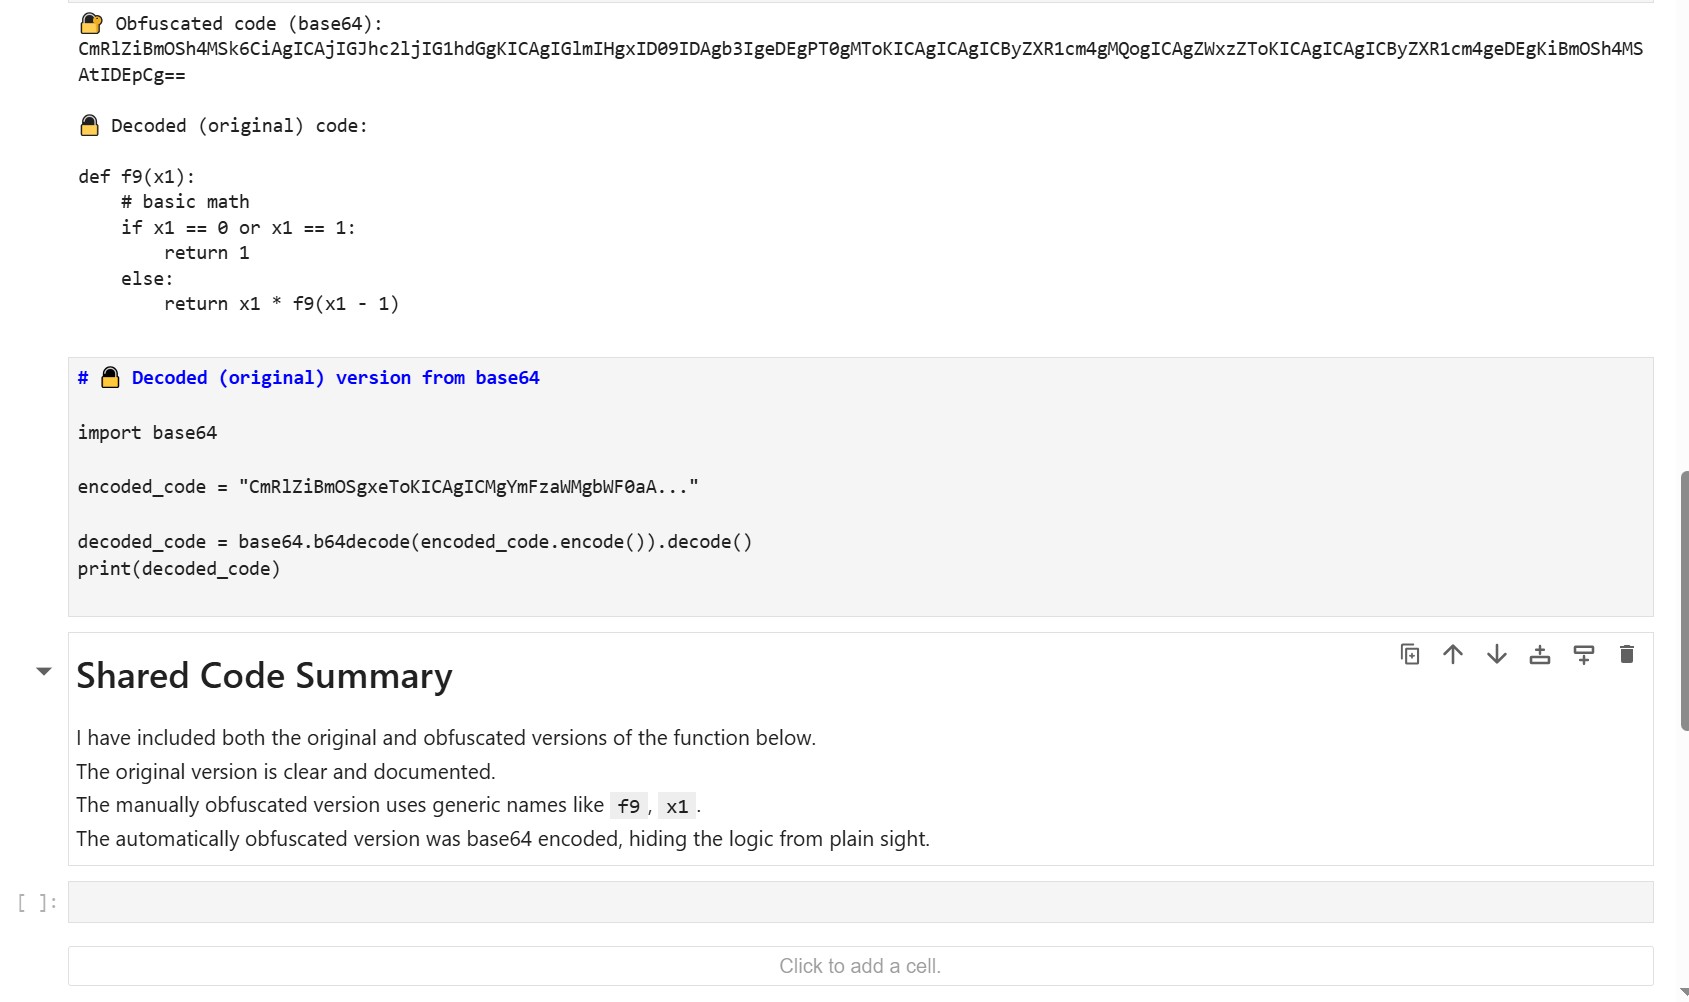 🔐 Obfuscated code (base64):
CmRlZiBmOSh4MSk6CiAgICAjIGJhc2ljIG1hdGgKICAgIGlmIHgxID09IDAgb3IgeDEgPT0gMToKICAgICAgICByZXR1cm4gMQogICAgZWxzZToKICAgICAgICByZXR1cm4geDEgKiBmOSh4MS
AtIDEpCg==
🔓 Decoded (original) code:
def f9(x1):
    # basic math
    if x1 == 0 or x1 == 1:
        return 1
    else:
        return x1 * f9(x1 - 1)
# 🔓 Decoded (original) version from base64
import base64
encoded_code = "CmRlZiBmOSgxeToKICAgICMgYmFzaWMgbWF0aA..."
decoded_code = base64.b64decode(encoded_code.encode()).decode()
print(decoded_code)
Shared Code Summary
I have included both the original and obfuscated versions of the function below.
The original version is clear and documented.
The manually obfuscated version uses generic names like f9, x1.
The automatically obfuscated version was base64 encoded, hiding the logic from plain sight.
[ ]:
Click to add a cell.